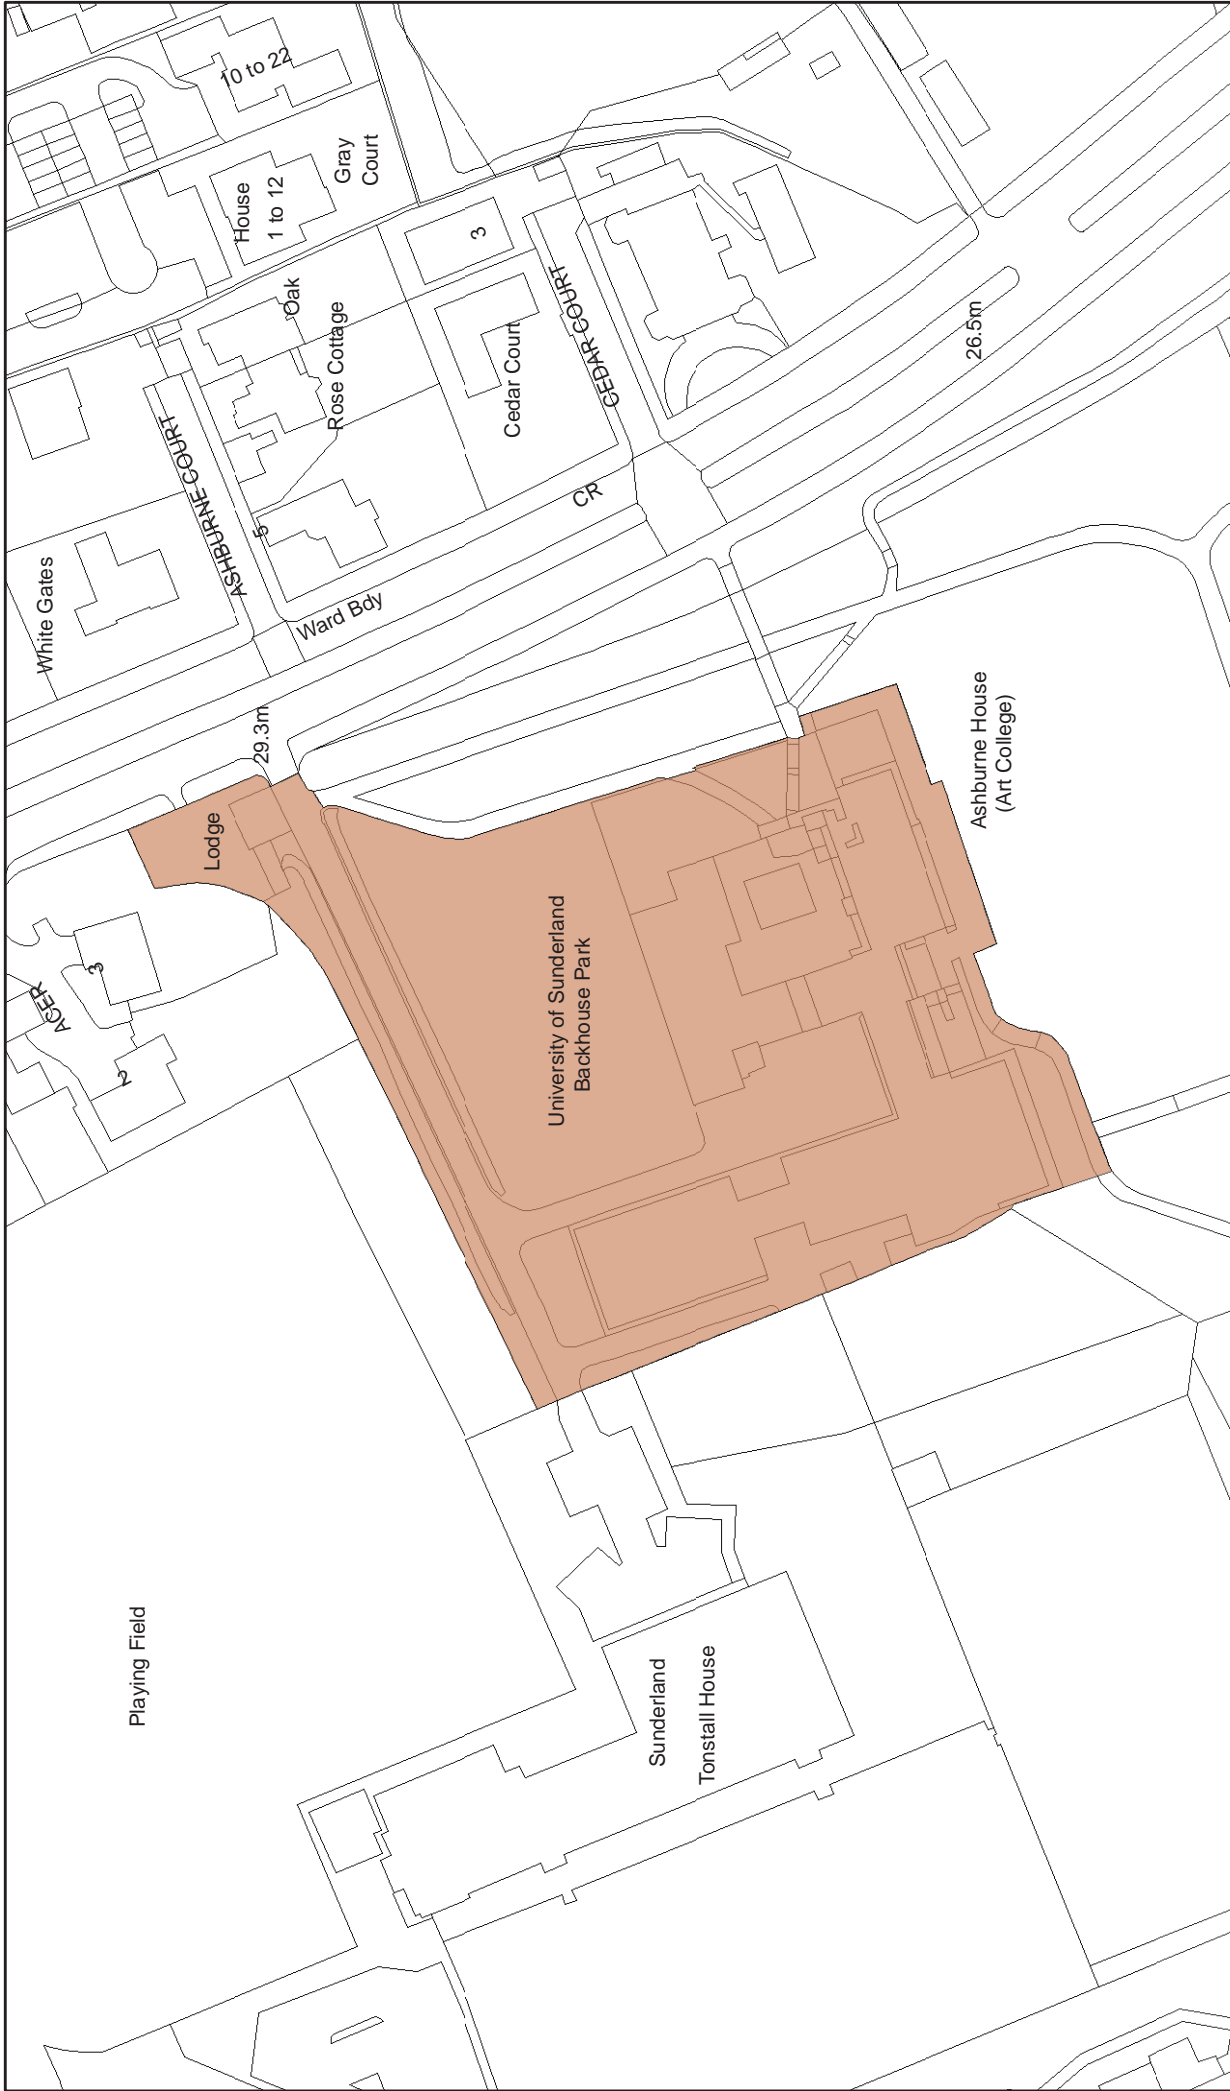 Playing Field
Sunderland
Tonstall House
ACER
2
3
Lodge
29.3m
University of Sunderland
Backhouse Park
Ashburne House
(Art College)
White Gates
ASHBURNE COURT
5
Ward Bdy
CR
Rose Cottage
Oak
House
1 to 12
Gray
Court
10 to 22
Cedar Court
CEDAR COURT
3
26.5m